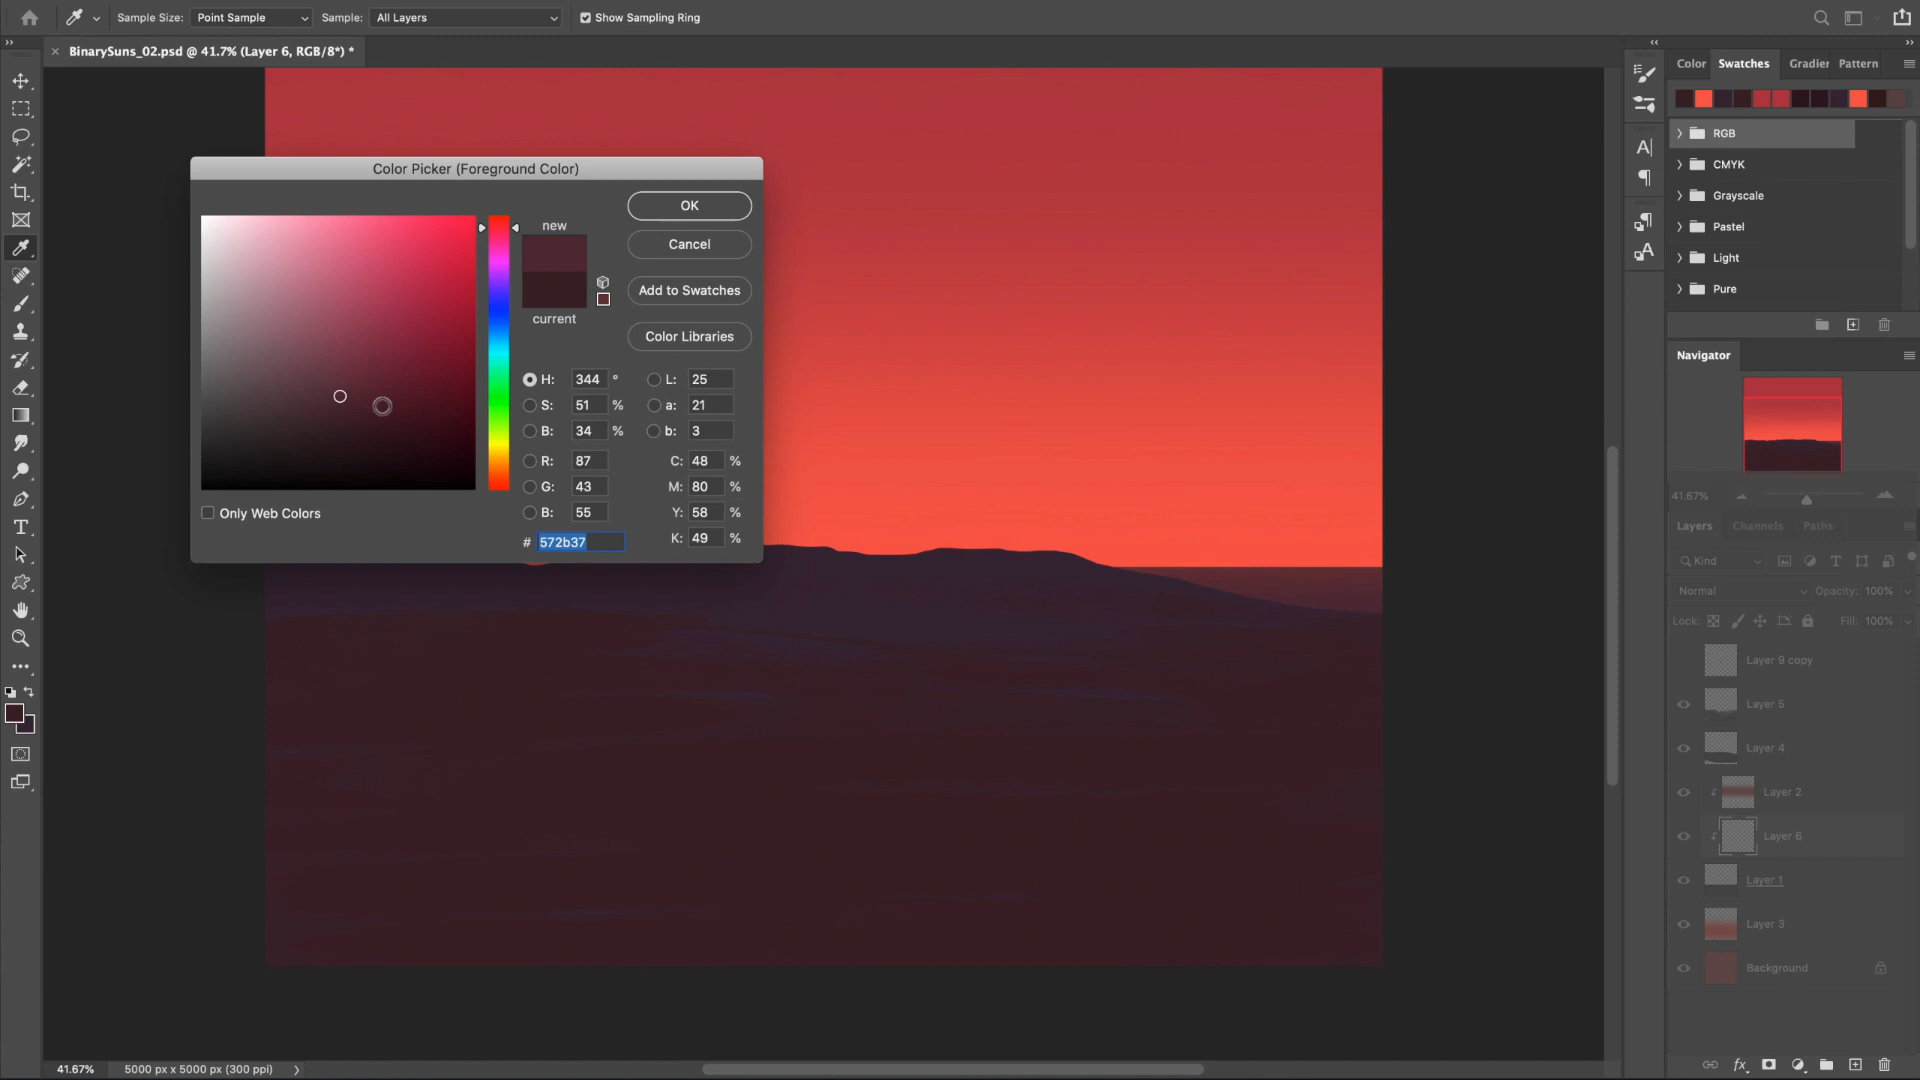 Sample Size: Point Sample Sample: All Layers Show Sampling Ring
BinarySuns_02.psd @ 41.7% (Layer 6, RGB/8*) *
Color Swatches Gradier Pattern
RGB
CMYK
Grayscale
Pastel
Light
Pure
Color Picker (Foreground Color)
new
current
OK
Cancel
Add to Swatches
Color Libraries
H: 344 °
S: 51 %
B: 34 %
R: 87
G: 43
B: 55
# 572b37
L: 25
a: 21
b: 3
C: 48 %
M: 80 %
Y: 58 %
K: 49 %
Only Web Colors
Navigator
41.67%
Layers Channels Paths
Kind
Normal Opacity: 100%
Lock: Fill: 100%
Layer 9 copy
Layer 5
Layer 4
Layer 2
Layer 6
Layer 1
Layer 3
Background
fx
41.67% 5000 px x 5000 px (300 ppi)